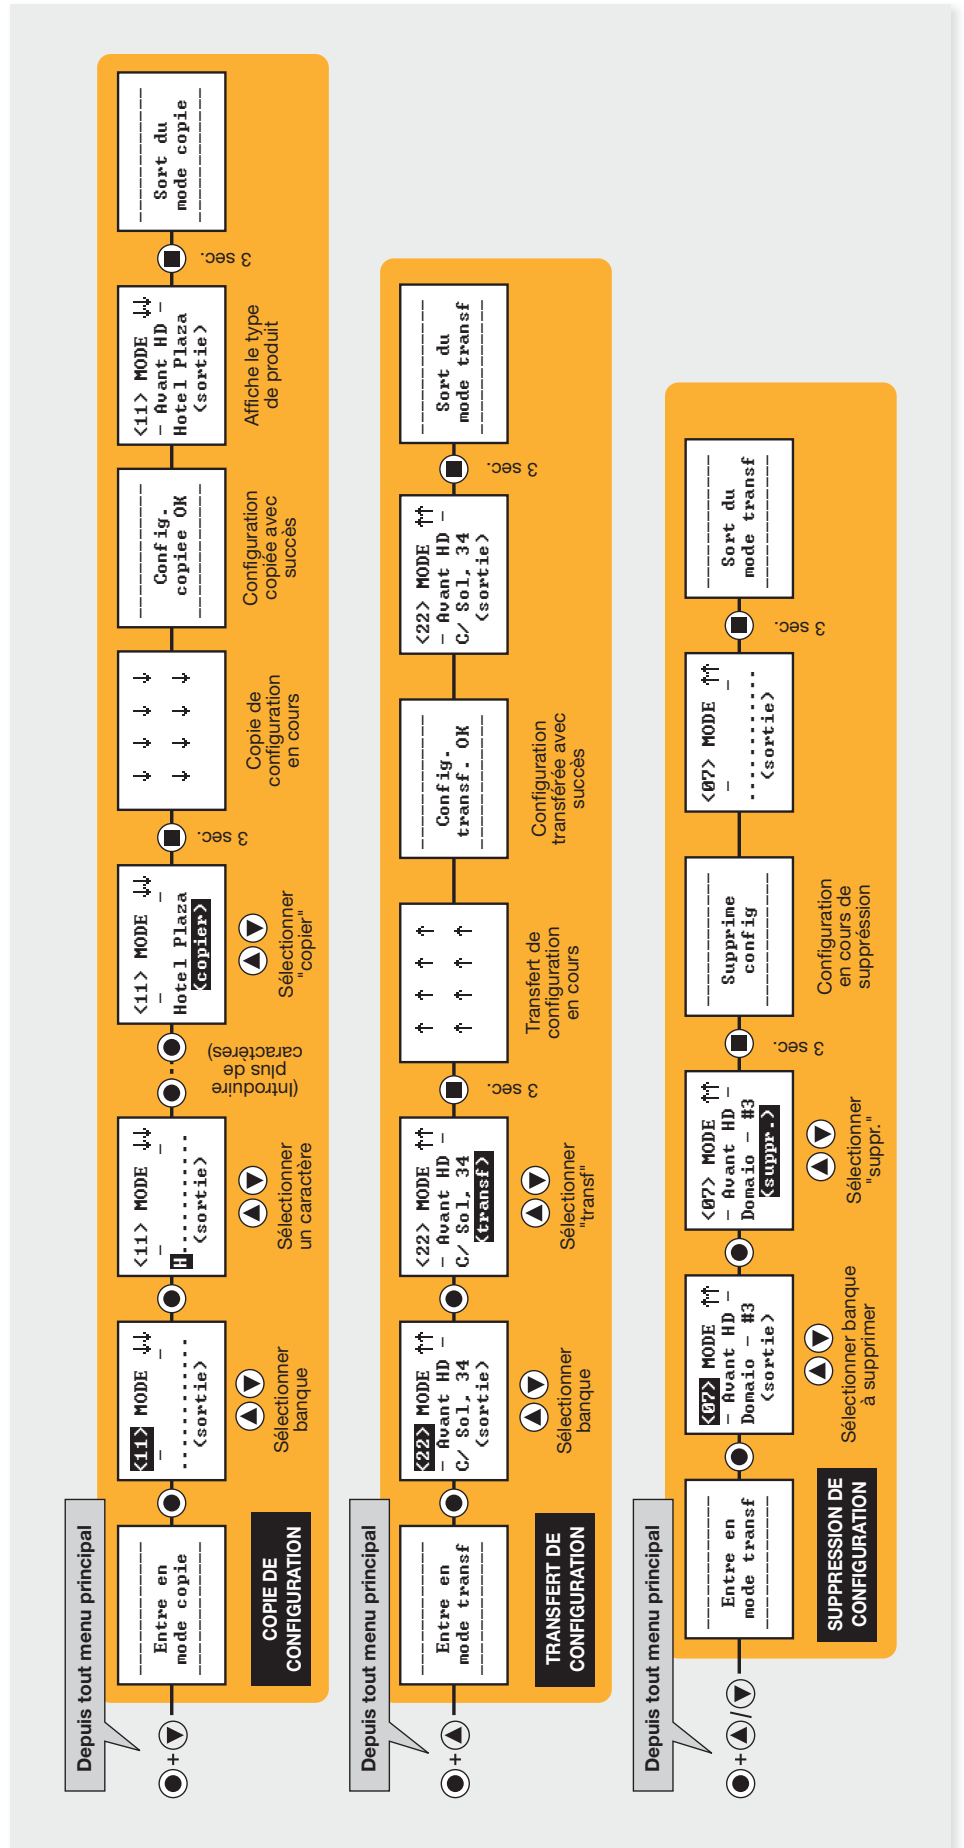 Depuis tout menu principal
Entre en
mode copie
COPIE DE
CONFIGURATION
<11> MODE ↓↓
- -
.............
<sortie>
Sélectionner
banque
<11> MODE ↓↓
- -
H............
<sortie>
Sélectionner
un caractère
(Introduire
plus de
caractères)
<11> MODE ↓↓
- -
Hotel Plaza
<copier>
Sélectionner
"copier"
3 sec.
↓ ↓ ↓ ↓
↓ ↓ ↓ ↓
Copie de
configuration
en cours
Config.
copiee OK
Configuration
copiée avec
succès
<11> MODE ↓↓
- Avant HD -
Hotel Plaza
<sortie>
Affiche le type
de produit
3 sec.
Sort du
mode copie
Depuis tout menu principal
Entre en
mode transf
TRANSFERT DE
CONFIGURATION
<22> MODE ↑↑
- Avant HD -
C/ Sol, 34
<sortie>
Sélectionner
banque
<22> MODE ↑↑
- Avant HD -
C/ Sol, 34
<transf>
Sélectionner
"transf"
3 sec.
↑ ↑ ↑ ↑
↑ ↑ ↑ ↑
Transfert de
configuration
en cours
Config.
transf. OK
Configuration
transférée avec
succès
<22> MODE ↑↑
- Avant HD -
C/ Sol, 34
<sortie>
3 sec.
Sort du
mode transf
Depuis tout menu principal
Entre en
mode transf
SUPPRESSION DE
CONFIGURATION
<07> MODE ↑↑
- Avant HD -
Domaio - #3
<sortie>
Sélectionner banque
à supprimer
<07> MODE ↑↑
- Avant HD -
Domaio - #3
<suppr.>
Sélectionner
"suppr."
3 sec.
Supprime
config
Configuration
en cours de
suppréssion
<07> MODE ↑↑
- -
.............
<sortie>
3 sec.
Sort du
mode transf